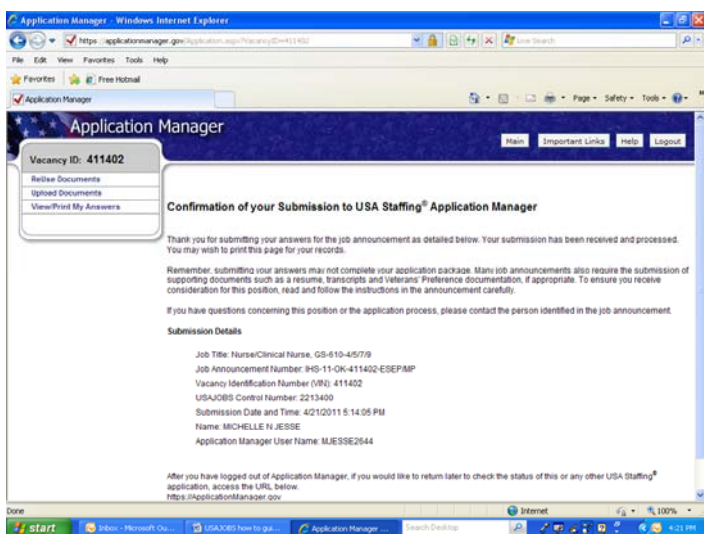 Application Manager - Windows Internet Explorer
https applicationmanager.gov/Application.aspx?VacancyID=411402
Live Search
File Edit View Favorites Tools Help
Favorites Free Hotmail
Application Manager
Page Safety Tools
Application Manager
Main Important Links Help Logout
Vacancy ID: 411402
ReUse Documents
Upload Documents
View/Print My Answers
Confirmation of your Submission to USA Staffing® Application Manager
Thank you for submitting your answers for the job announcement as detailed below. Your submission has been received and processed.
You may wish to print this page for your records.
Remember, submitting your answers may not complete your application package. Many job announcements also require the submission of
supporting documents such as a resume, transcripts and Veterans' Preference documentation, if appropriate. To ensure you receive
consideration for this position, read and follow the instructions in the announcement carefully.
If you have questions concerning this position or the application process, please contact the person identified in the job announcement.
Submission Details
Job Title: Nurse/Clinical Nurse, GS-610-4/5/7/9
Job Announcement Number: IHS-11-OK-411402-ESEP/MP
Vacancy Identification Number (VIN): 411402
USAJOBS Control Number: 2213400
Submission Date and Time: 4/21/2011 5:14:05 PM
Name: MICHELLE N JESSE
Application Manager User Name: MJESSE2644
After you have logged out of Application Manager, if you would like to return later to check the status of this or any other USA Staffing®
application, access the URL below.
https://ApplicationManager.gov
Done Internet 100%
start Inbox - Microsoft Ou... USAJOBS how to gui... Application Manager ... Search Desktop 4:21 PM